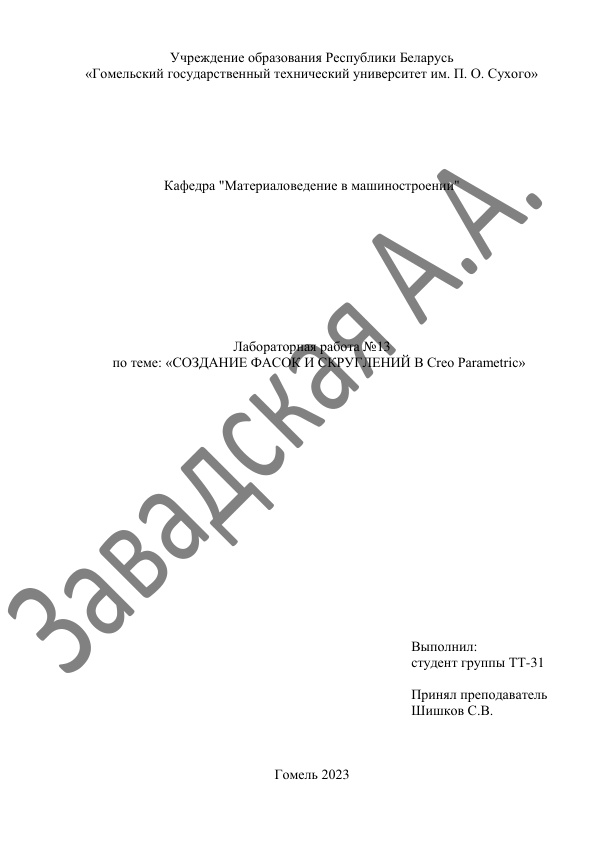 Учреждение образования Республики Беларусь
«Гомельский государственный технический университет им. П. О. Сухого»
Кафедра "Материаловедение в машиностроении"
Лабораторная работа №13
по теме: «СОЗДАНИЕ ФАСОК И СКРУГЛЕНИЙ В Creo Parametric»
Завадская А.А.
Выполнил:
студент группы ТТ-31
Принял преподаватель
Шишков С.В.
Гомель 2023